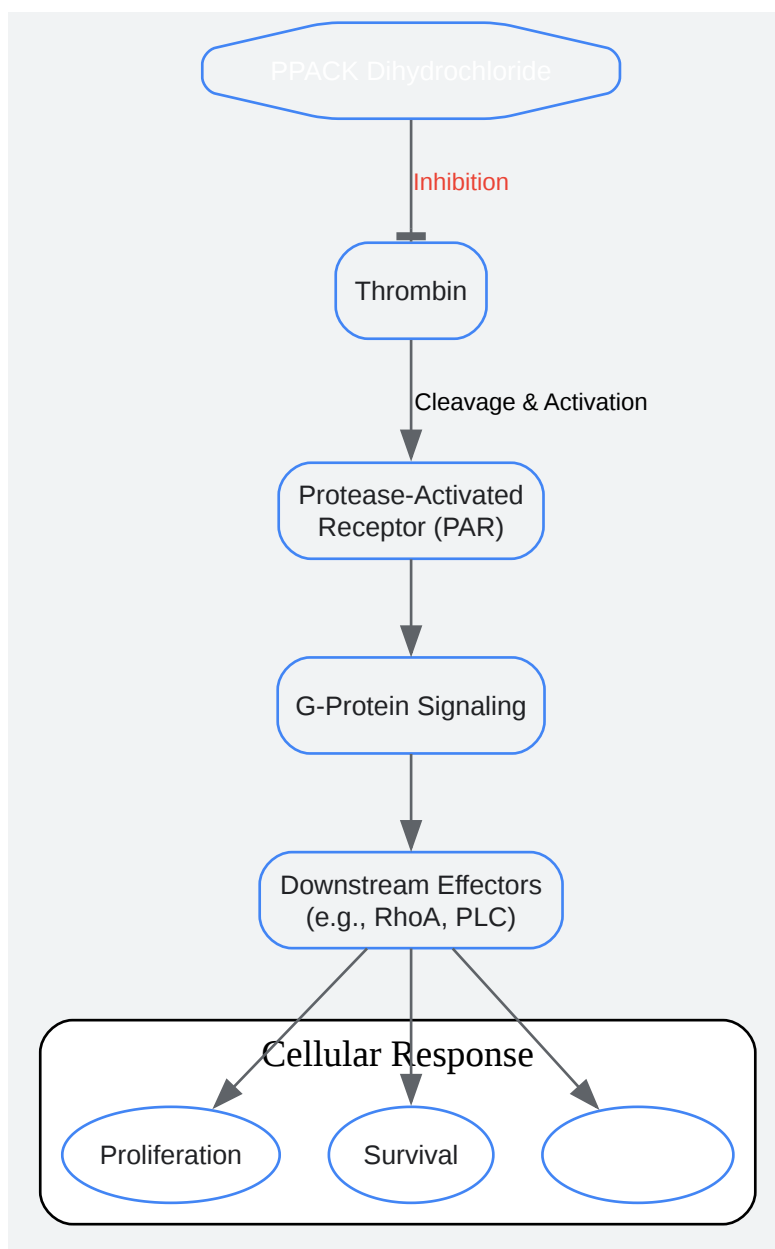 PPACK Dihydrochloride
Inhibition
Thrombin
Cleavage & Activation
Protease-Activated
Receptor (PAR)
G-Protein Signaling
Downstream Effectors
(e.g., RhoA, PLC)
Cellular Response
Proliferation
Survival